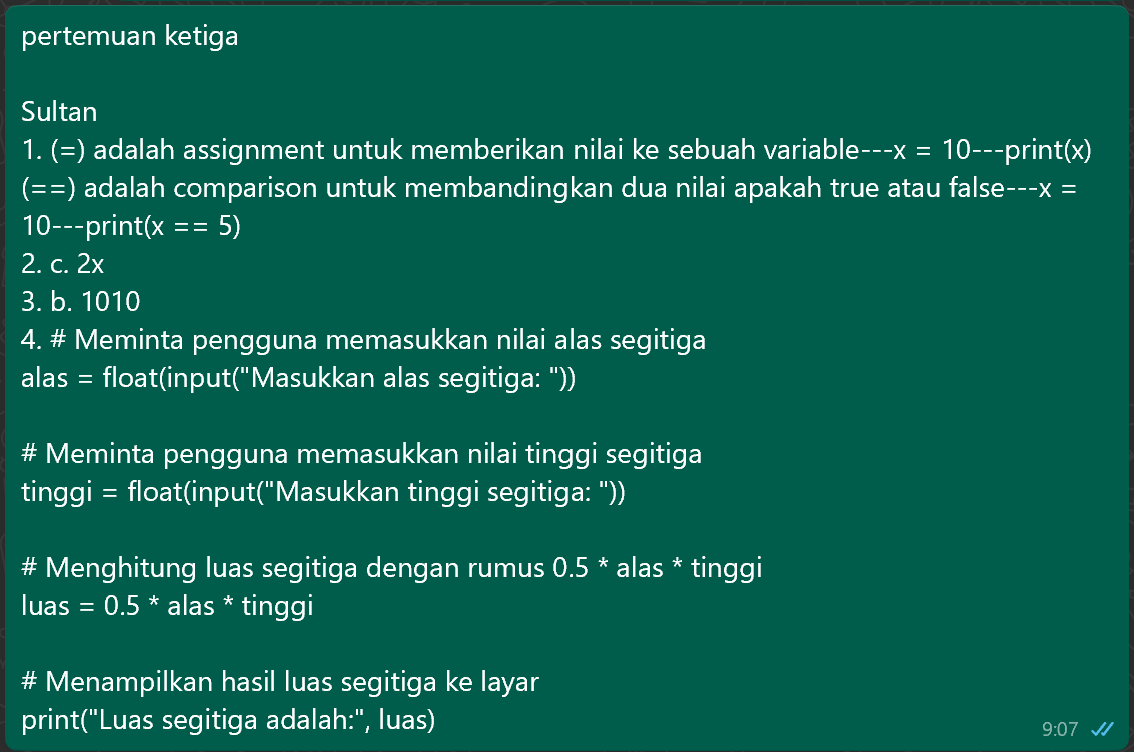 pertemuan ketiga

Sultan
1. (=) adalah assignment untuk memberikan nilai ke sebuah variable---x = 10---print(x)
(==) adalah comparison untuk membandingkan dua nilai apakah true atau false---x =
10---print(x == 5)
2. c. 2x
3. b. 1010
4. # Meminta pengguna memasukkan nilai alas segitiga
alas = float(input("Masukkan alas segitiga: "))

# Meminta pengguna memasukkan nilai tinggi segitiga
tinggi = float(input("Masukkan tinggi segitiga: "))

# Menghitung luas segitiga dengan rumus 0.5 * alas * tinggi
luas = 0.5 * alas * tinggi

# Menampilkan hasil luas segitiga ke layar
print("Luas segitiga adalah:", luas)
9:07